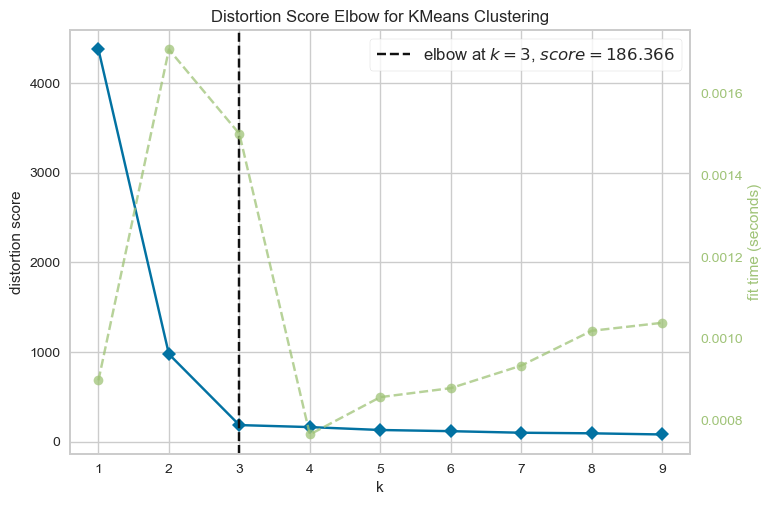 Distortion Score Elbow for KMeans Clustering
elbow at k = 3, score = 186.366
distortion score
4000
3000
2000
1000
0
0.0016
0.0014
0.0012
0.0010
0.0008
fit time (seconds)
1 2 3 4 5 6 7 8 9
k